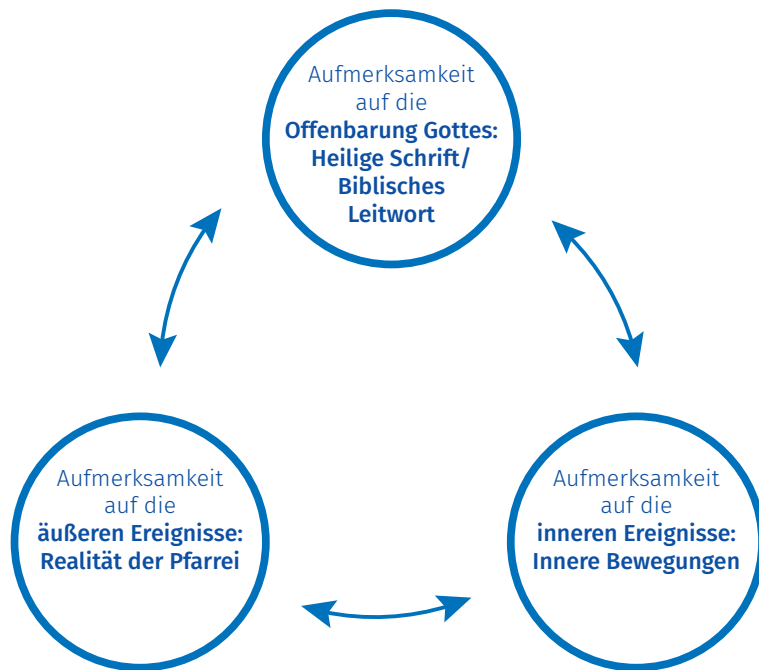 Aufmerksamkeit
auf die
Offenbarung Gottes:
Heilige Schrift/
Biblisches
Leitwort
Aufmerksamkeit
auf die
äußeren Ereignisse:
Realität der Pfarrei
Aufmerksamkeit
auf die
inneren Ereignisse:
Innere Bewegungen